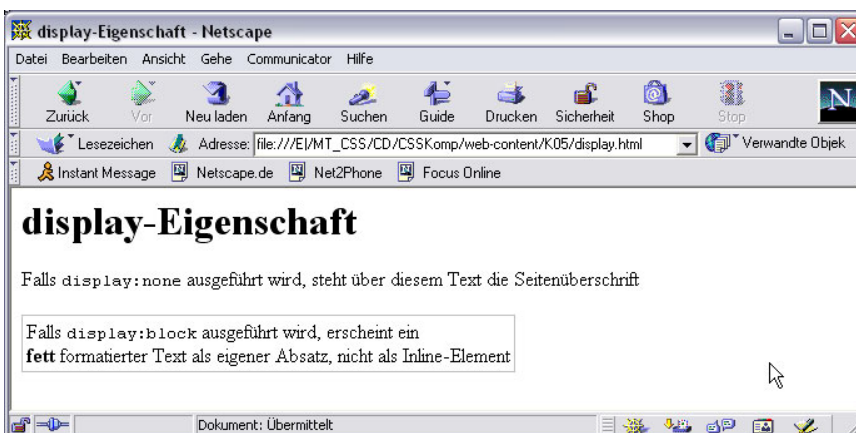 display-Eigenschaft - Netscape
Datei Bearbeiten Ansicht Gehe Communicator Hilfe
Zurück Vor Neu laden Anfang Suchen Guide Drucken Sicherheit Shop Stop N
Lesezeichen Adresse: file:///E|/MT_CSS/CD/CSSKomp/web-content/K05/display.html Verwandte Objek
Instant Message Netscape.de Net2Phone Focus Online
display-Eigenschaft
Falls display:none ausgeführt wird, steht über diesem Text die Seitenüberschrift
Falls display:block ausgeführt wird, erscheint ein
fett formatierter Text als eigener Absatz, nicht als Inline-Element
Dokument: Übermittelt